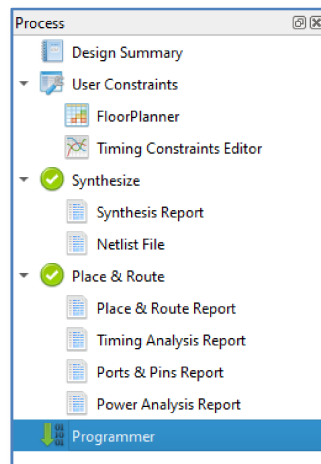 Process
Design Summary
User Constraints
FloorPlanner
Timing Constraints Editor
Synthesize
Synthesis Report
Netlist File
Place & Route
Place & Route Report
Timing Analysis Report
Ports & Pins Report
Power Analysis Report
Programmer